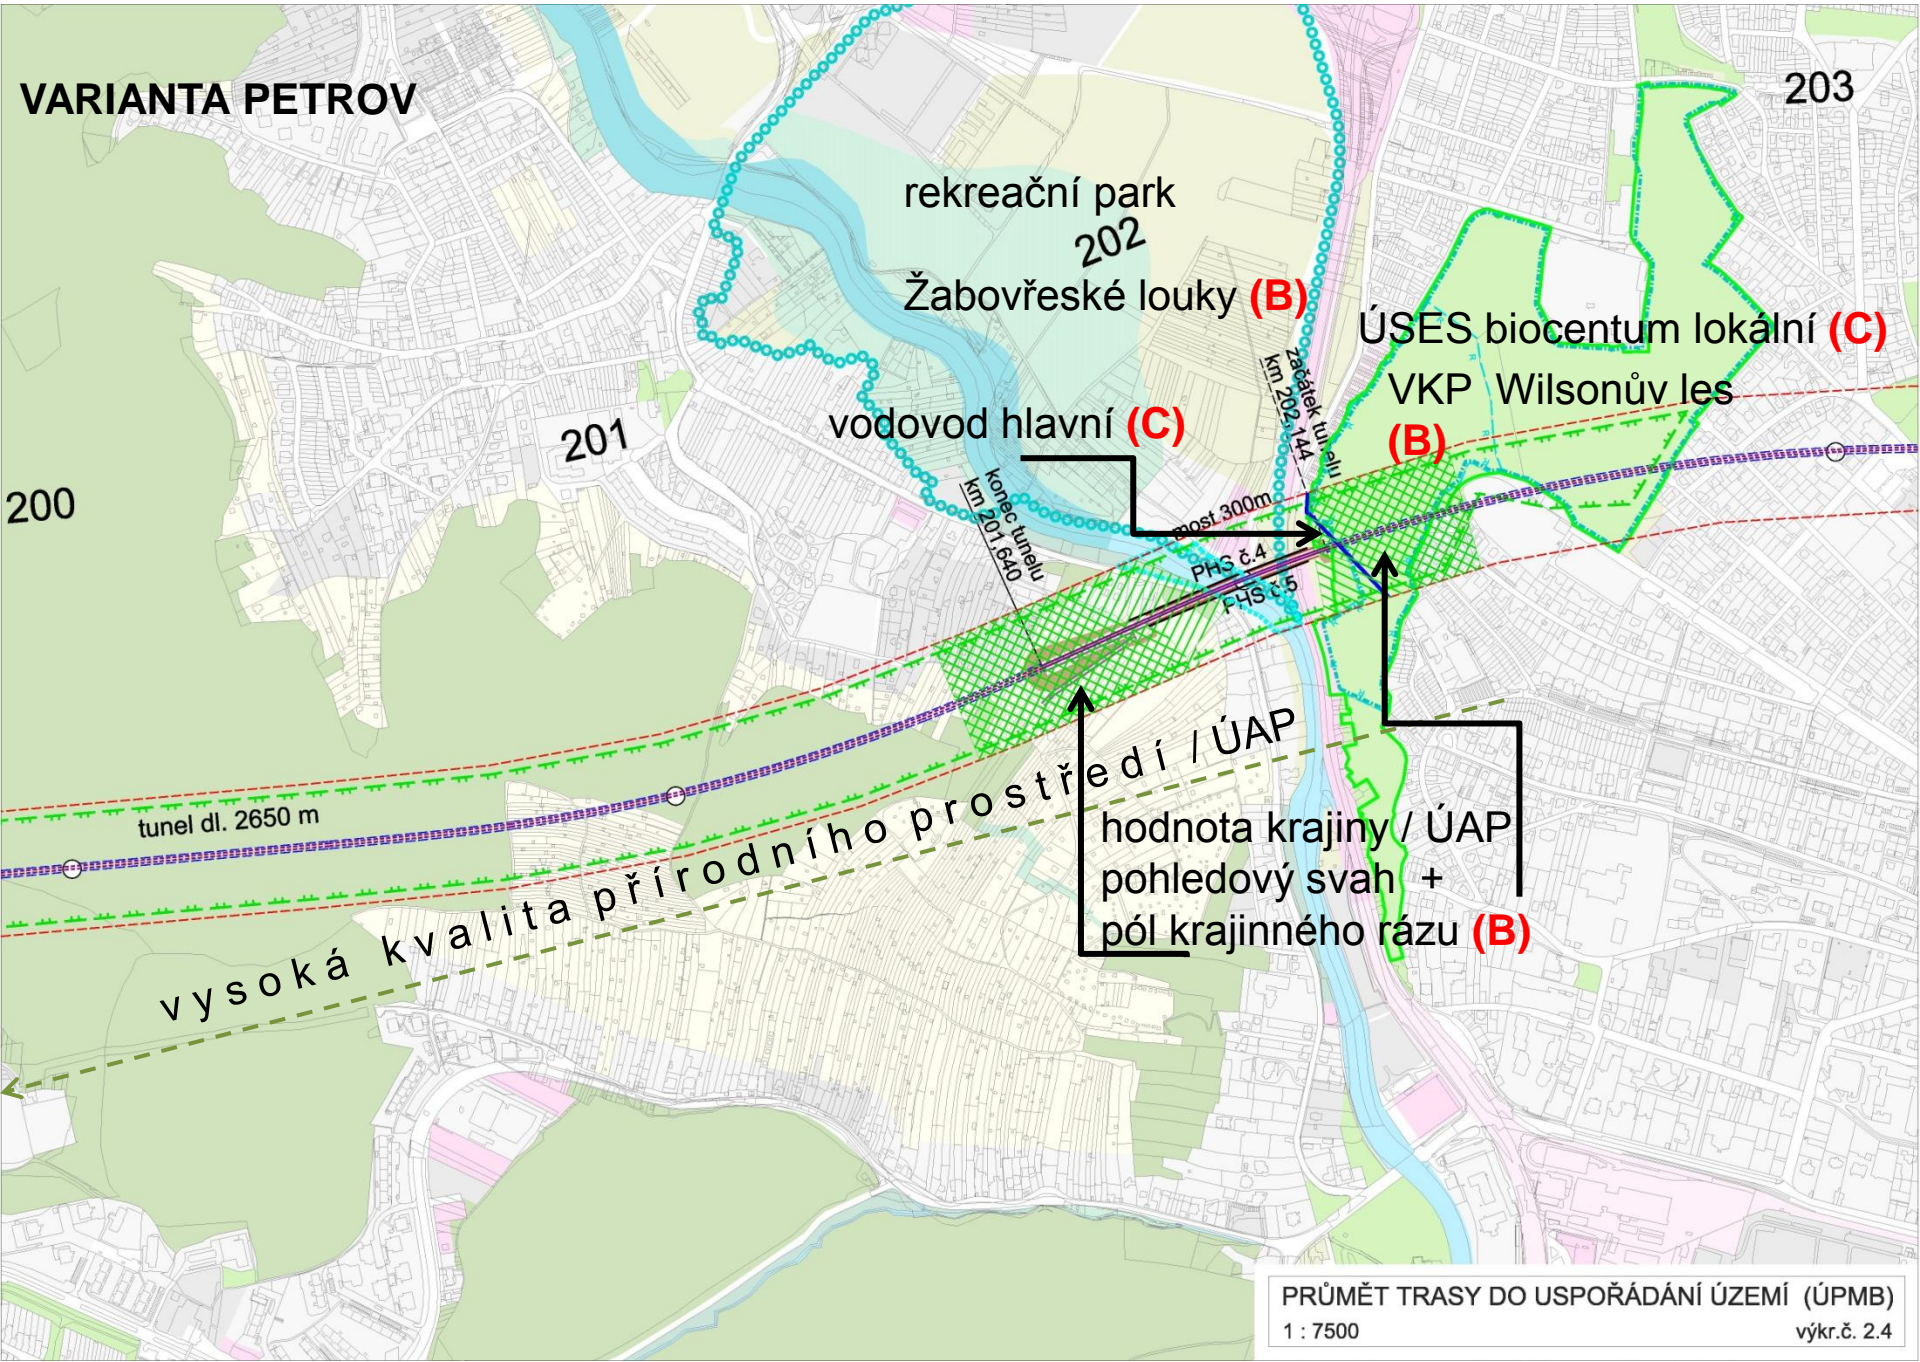 VARIANTA PETROV
203
rekreační park
202
Žabovřeské louky (B)
ÚSES biocentum lokální (C)
VKP Wilsonův les
(B)
začátek tunelu
km 202,144
vodovod hlavní (C)
201
200
konec tunelu
km 201,640
most 300m
PHS č.4
PHS č.5
tunel dl. 2650 m
vysoká kvalita přírodního prostředí / ÚAP
hodnota krajiny / ÚAP
pohledový svah +
pól krajinného rázu (B)
PRŮMĚT TRASY DO USPOŘÁDÁNÍ ÚZEMÍ (ÚPMB)
1 : 7500
výkr.č. 2.4